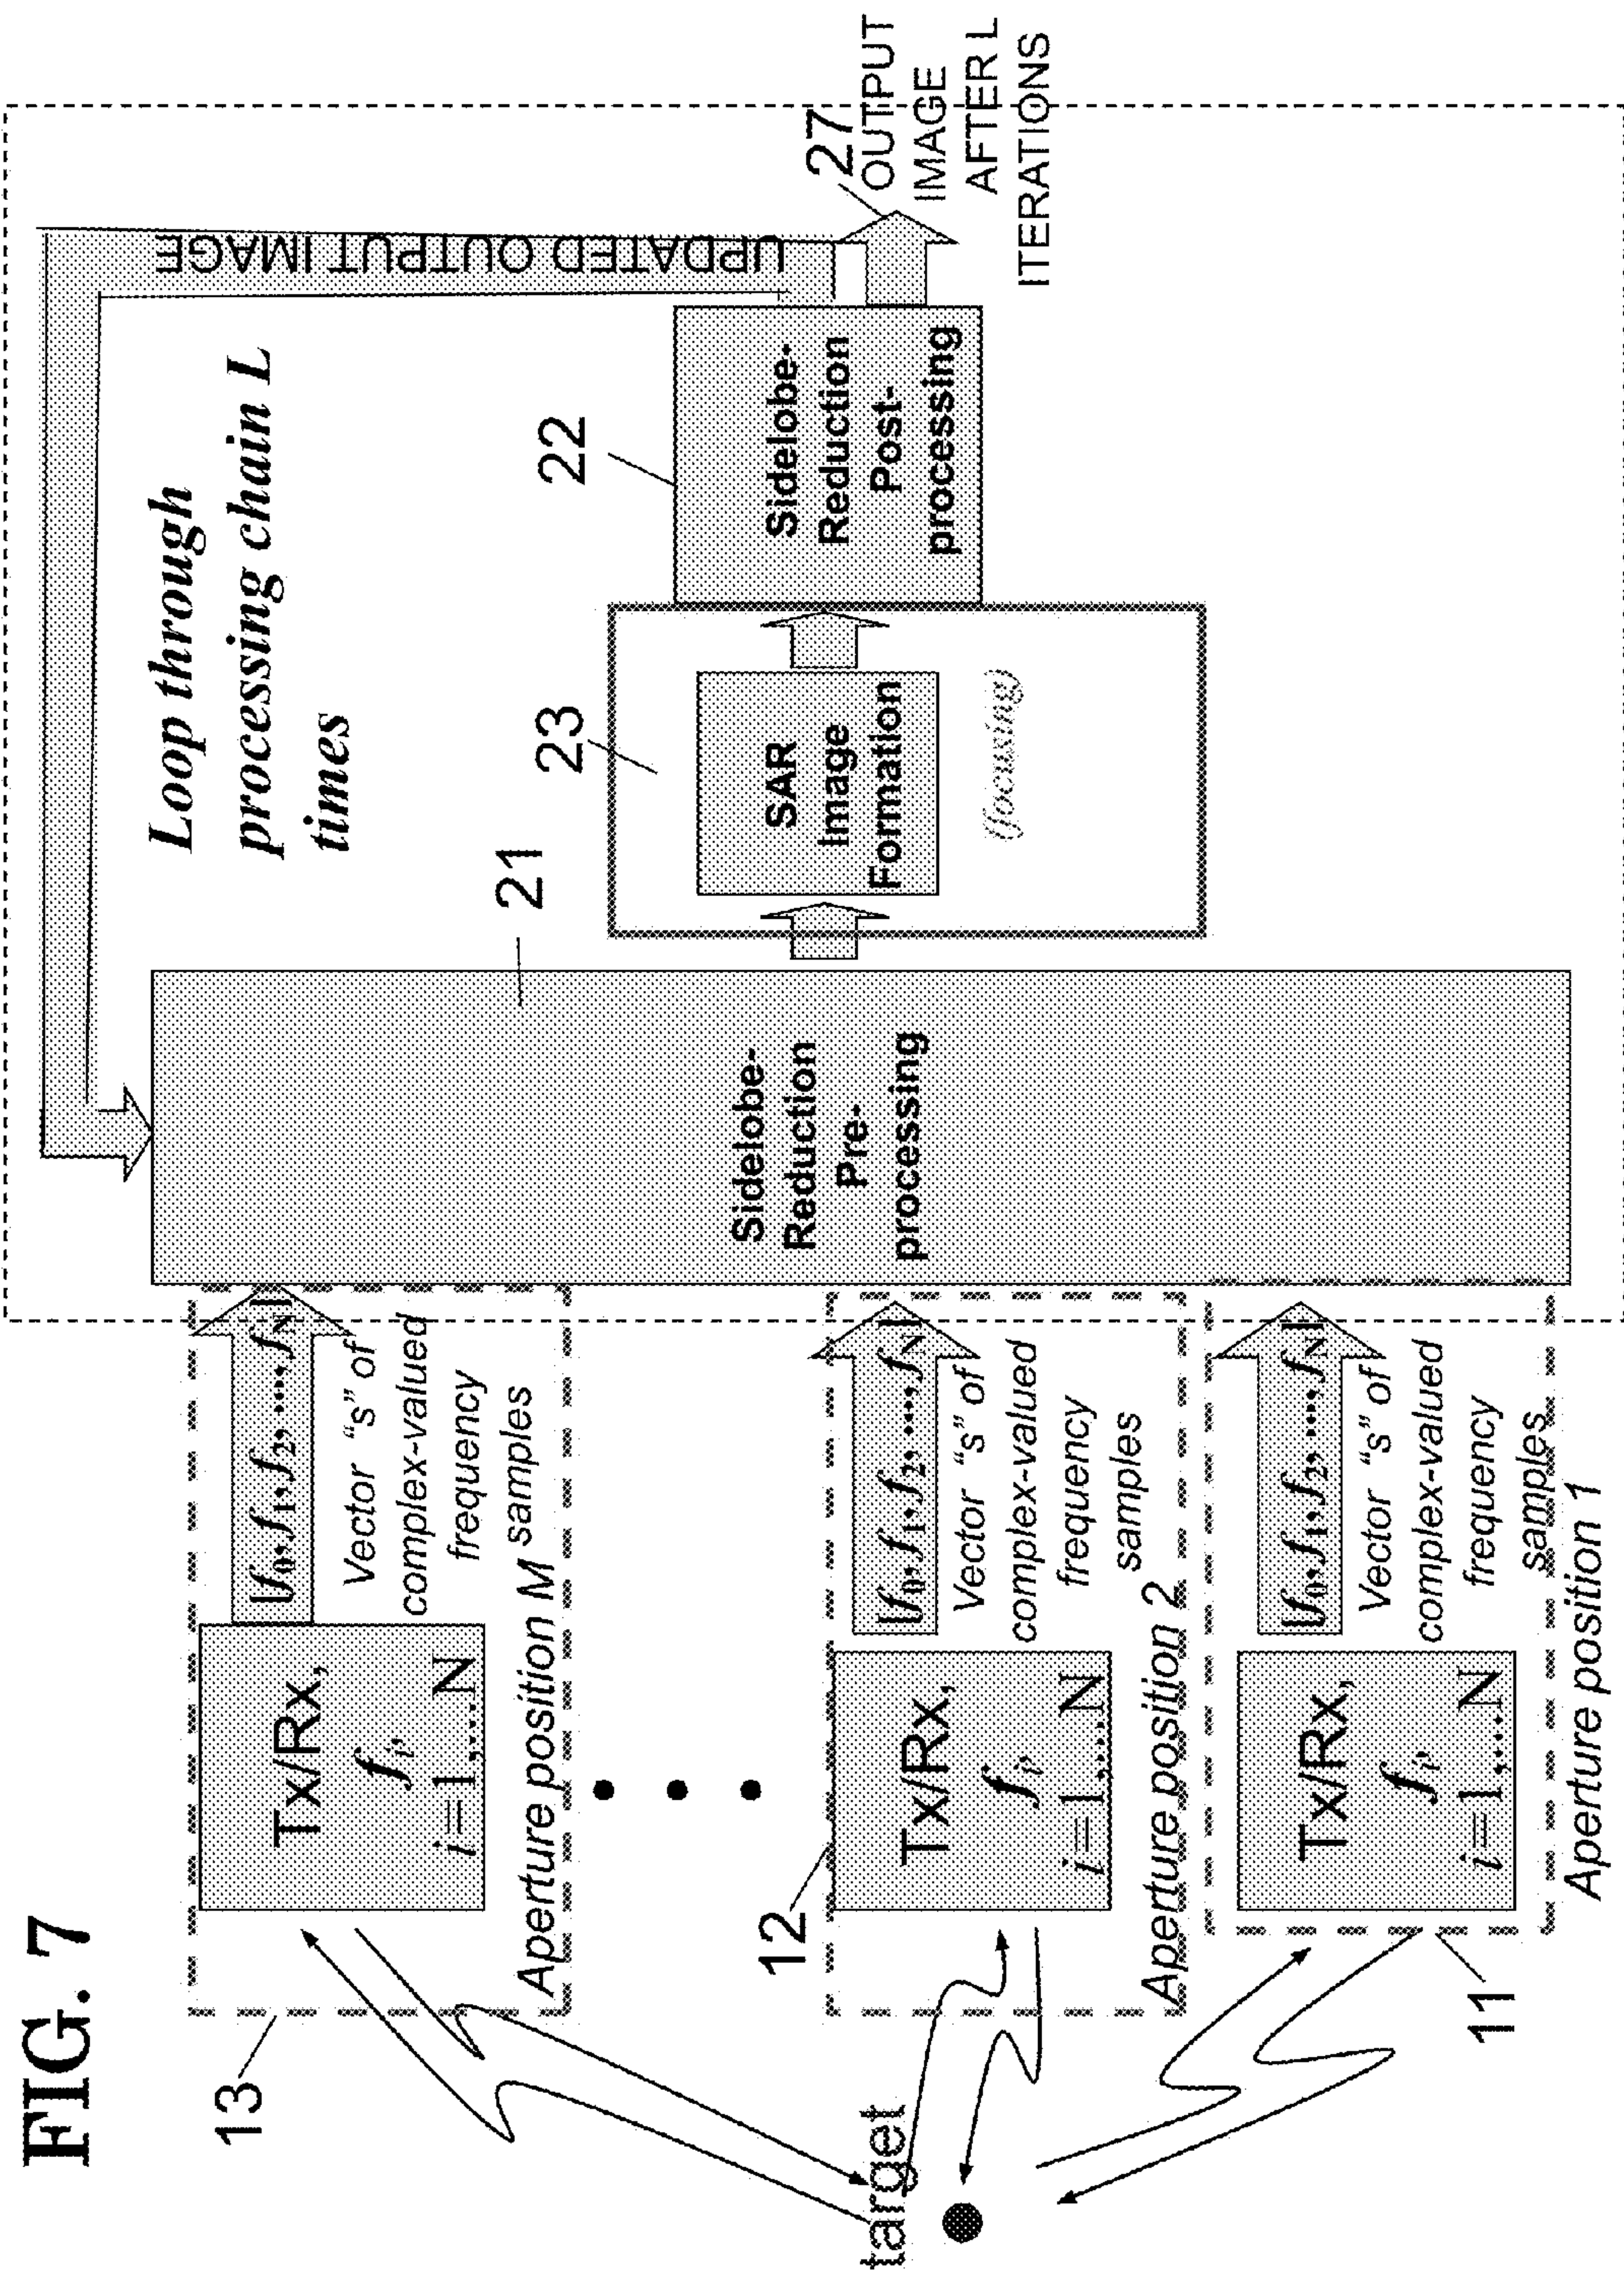 FIG. 7
13
Tx/Rx,
f_i,
i=1,...N
Aperture position M
[f_0, f_1, f_2, ...., f_N]
Vector “s” of
complex-valued
frequency
samples
12
Tx/Rx,
f_i,
i=1,...N
Aperture position 2
[f_0, f_1, f_2, ...., f_N]
Vector “s” of
complex-valued
frequency
samples
11
Tx/Rx,
f_i,
i=1,...N
Aperture position 1
[f_0, f_1, f_2, ...., f_N]
Vector “s” of
complex-valued
frequency
samples
target
21
Sidelobe-
Reduction
Pre-
processing
Loop through
processing chain L
times
23
SAR
Image
Formation
(focusing)
22
Sidelobe-
Reduction
Post-
processing
UPDATED OUTPUT IMAGE
27
OUTPUT
IMAGE
AFTER L
ITERATIONS